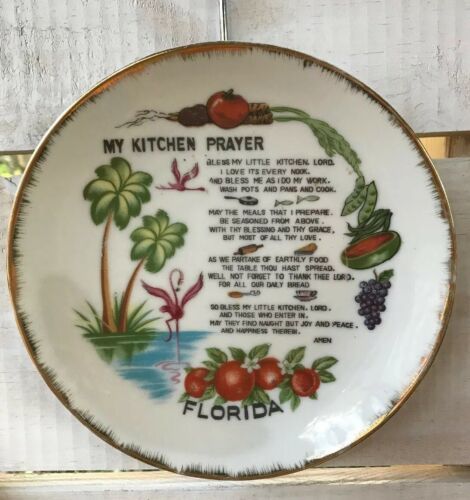 MY KITCHEN PRAYER
BLESS MY LITTLE KITCHEN, LORD,
I LOVE ITS EVERY NOOK,
AND BLESS ME AS I DO MY WORK,
WASH POTS AND PANS AND COOK.
MAY THE MEALS THAT I PREPARE,
BE SEASONED FROM ABOVE,
WITH THY BLESSING AND THY GRACE,
BUT MOST OF ALL THY LOVE.
AS WE PARTAKE OF EARTHLY FOOD
THE TABLE THOU HAST SPREAD,
WE'LL NOT FORGET TO THANK THEE LORD,
FOR ALL OUR DAILY BREAD
SO BLESS MY LITTLE KITCHEN, LORD,
AND THOSE WHO ENTER IN,
MAY THEY FIND NAUGHT BUT JOY AND PEACE,
AND HAPPINESS THEREIN.
AMEN
FLORIDA